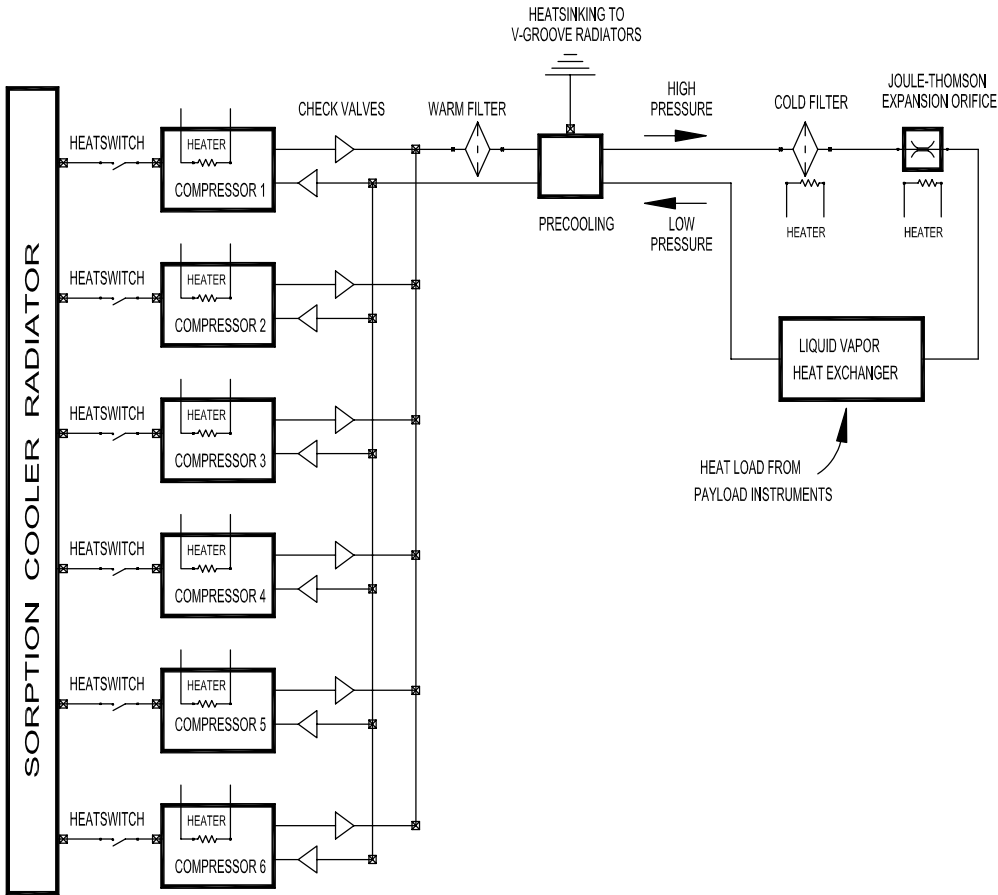 HEATSINKING TO
V-GROOVE RADIATORS
SORPTION COOLER RADIATOR
HEATSWITCH
HEATER
COMPRESSOR 1
CHECK VALVES
WARM FILTER
PRECOOLING
HIGH
PRESSURE
LOW
PRESSURE
COLD FILTER
HEATER
JOULE-THOMSON
EXPANSION ORIFICE
HEATER
HEATSWITCH
HEATER
COMPRESSOR 2
LIQUID VAPOR
HEAT EXCHANGER
HEATSWITCH
HEATER
COMPRESSOR 3
HEAT LOAD FROM
PAYLOAD INSTRUMENTS
HEATSWITCH
HEATER
COMPRESSOR 4
HEATSWITCH
HEATER
COMPRESSOR 5
HEATSWITCH
HEATER
COMPRESSOR 6